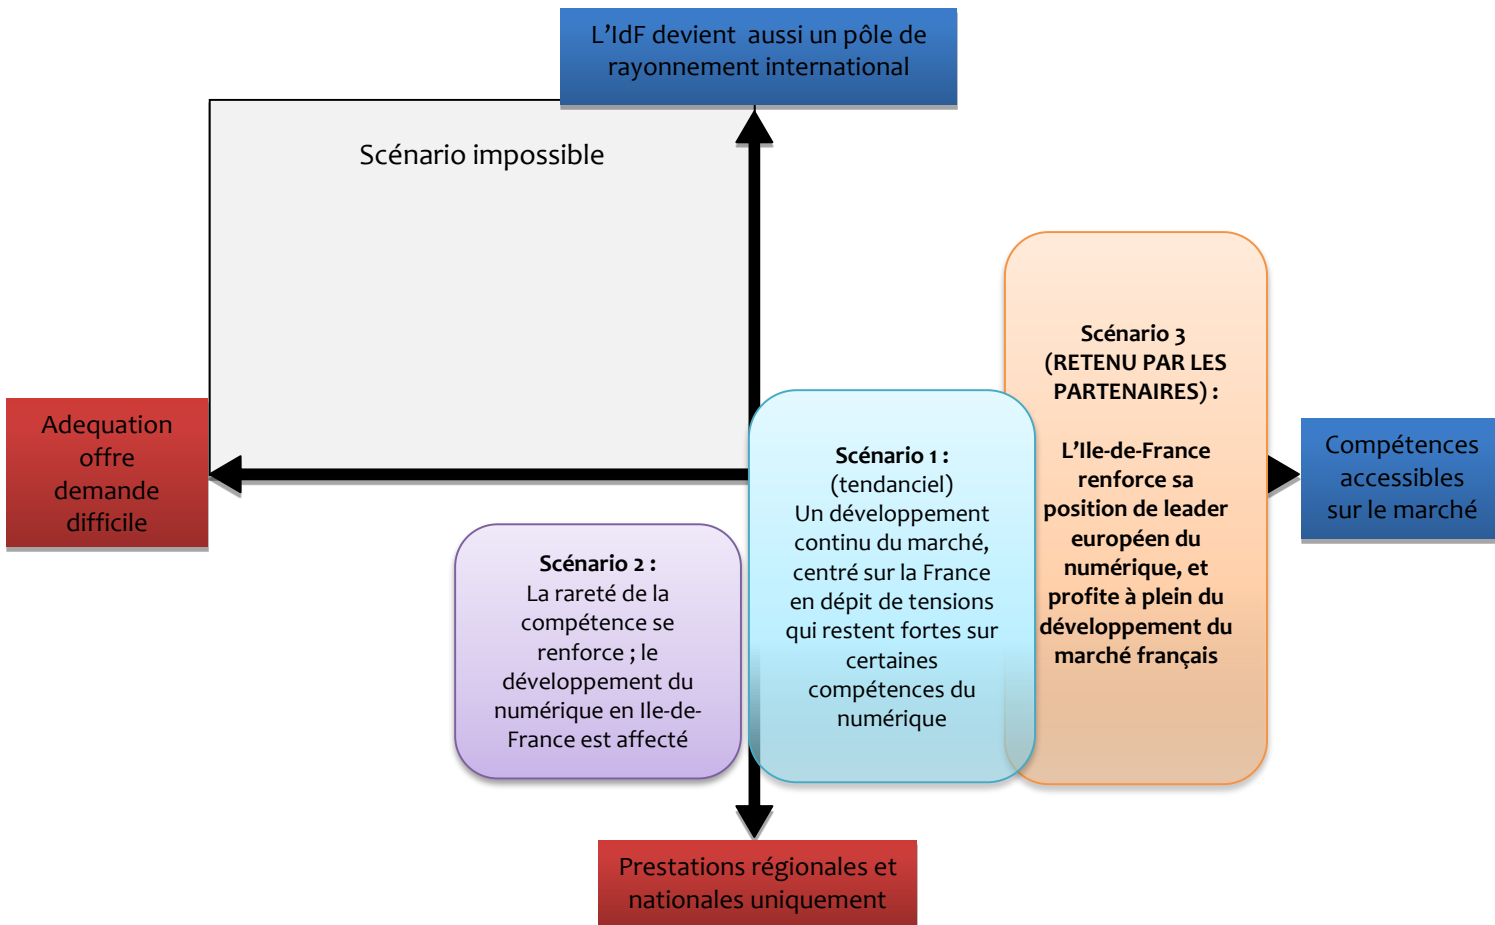 L’IdF devient aussi un pôle de
rayonnement international
Scénario impossible
Adequation
offre
demande
difficile
Scénario 2 :
La rareté de la
compétence se
renforce ; le
développement du
numérique en Ile-de-
France est affecté
Scénario 1 :
(tendanciel)
Un développement
continu du marché,
centré sur la France
en dépit de tensions
qui restent fortes sur
certaines
compétences du
numérique
Scénario 3
(RETENU PAR LES
PARTENAIRES) :
L’Ile-de-France
renforce sa
position de leader
européen du
numérique, et
profite à plein du
développement du
marché français
Compétences
accessibles
sur le marché
Prestations régionales et
nationales uniquement